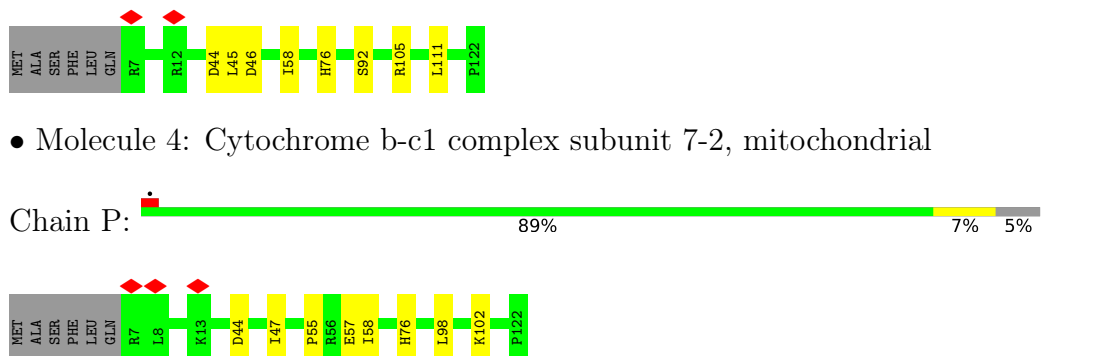 MET ALA SER PHE LEU GLN R7 R12 D44 L45 D46 I58 H76 S92 R105 L111 P122
• Molecule 4: Cytochrome b-c1 complex subunit 7-2, mitochondrial
•
Chain P:
89% 7% 5%
MET ALA SER PHE LEU GLN R7 L8 K13 D44 I47 P55 R56 E57 I58 H76 L98 K102 P122